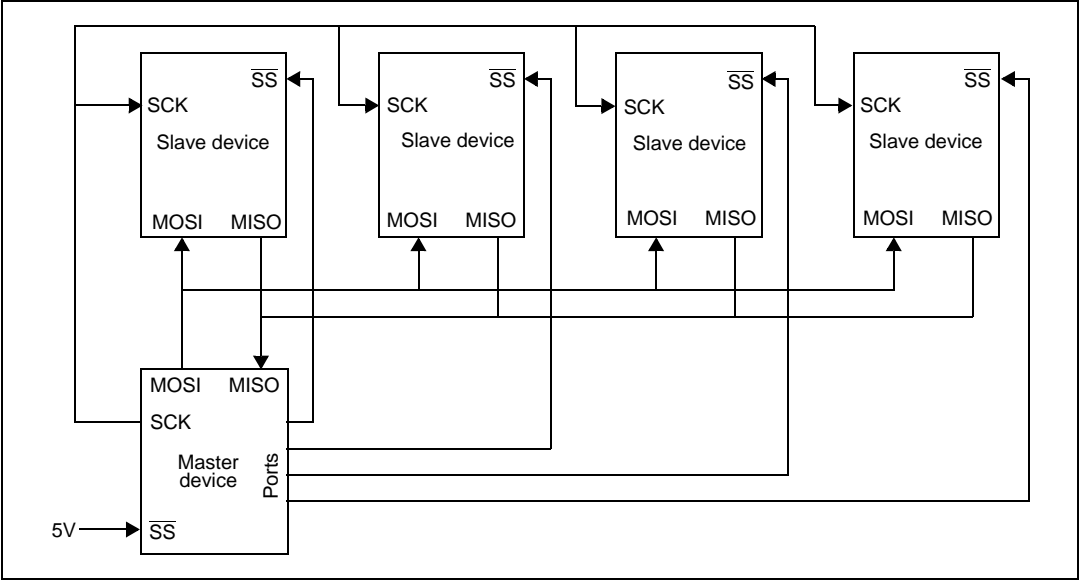 SS
SCK
Slave device
MOSI MISO
SS
SCK
Slave device
MOSI MISO
SS
SCK
Slave device
MOSI MISO
SS
SCK
Slave device
MOSI MISO
MOSI MISO
SCK
Master
device
Ports
5V
SS